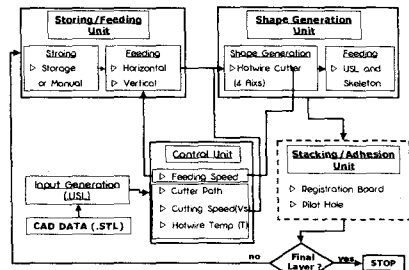 Storing/Feeding
Unit
Stroing
▷ Storage
or Manual
Feeding
▷ Horizontal
▷ Vertical
Shape Generation
Unit
Shape Generation
▷ Hotwire Cutter
(4 Aixs)
Feeding
▷ USL and
Skeleton
Control Unit
▷ Feeding Speed
▷ Cutter Path
▷ Cutting Speed(Vs)
▷ Hotwire Temp (T)
Input Generation
(.USL)
CAD DATA (.STL)
Stacking/Adhesion
Unit
▷ Registration Board
▷ Pilot Hole
no
Final
Layer ?
yes
STOP